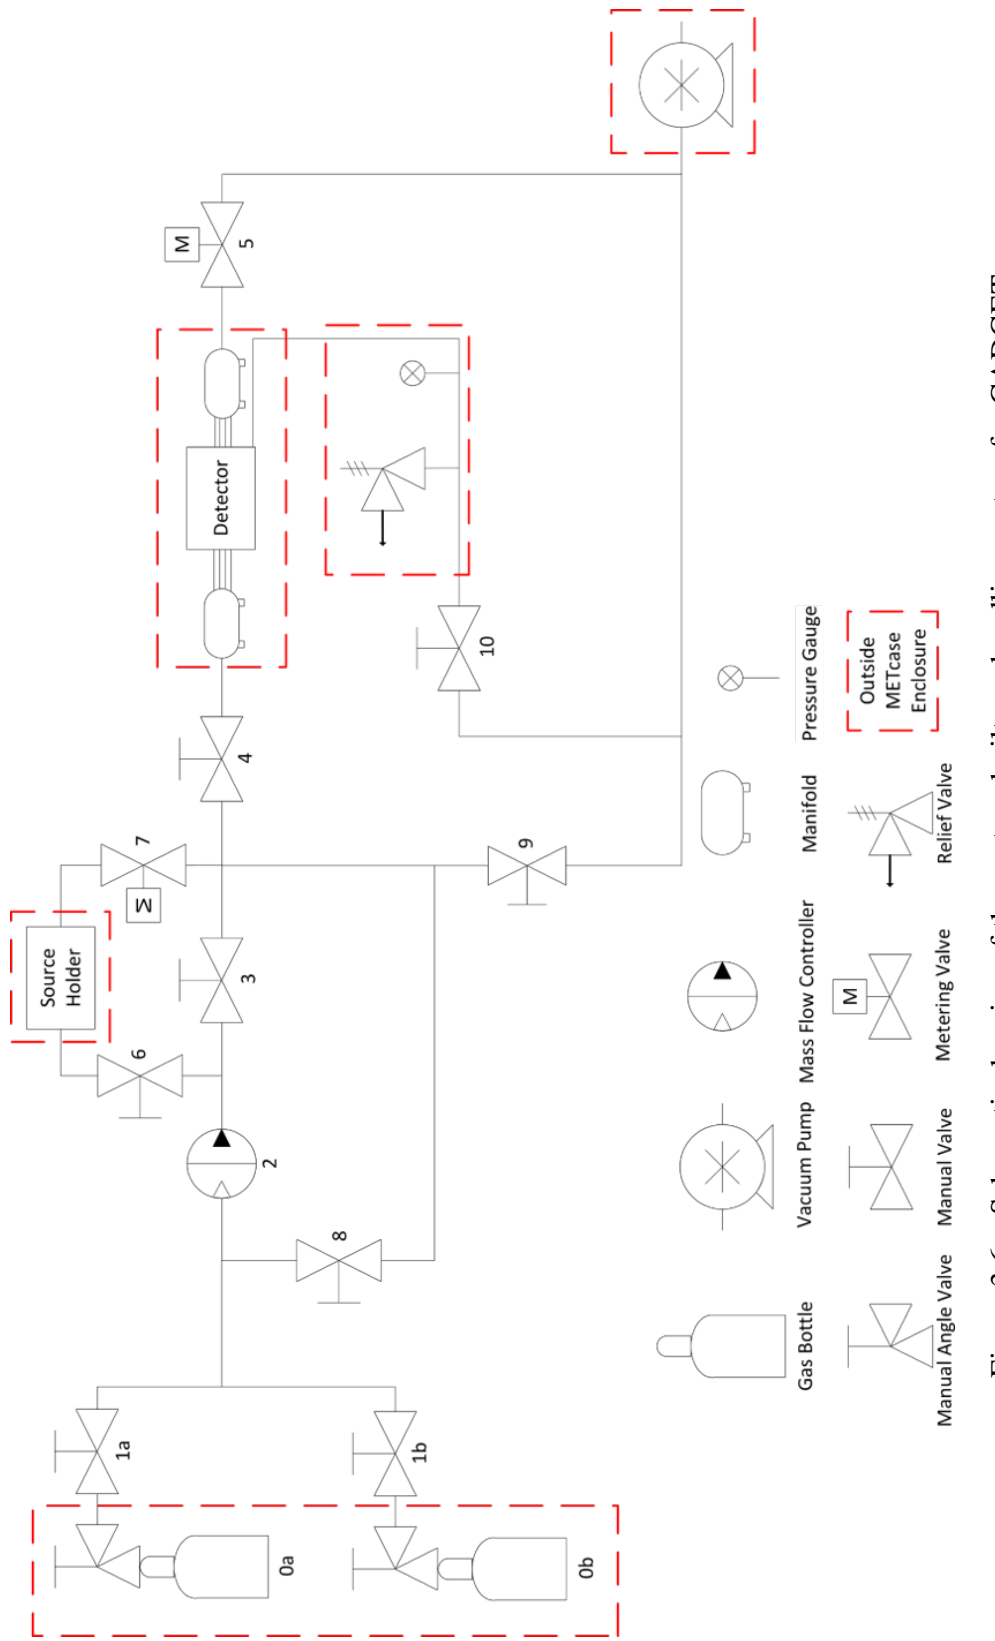 M
5
Detector
10
4
Source
Holder
7
M
6
3
9
2
8
1a
1b
0a
0b
Gas Bottle
Vacuum Pump
Mass Flow Controller
Manifold
Pressure Gauge
Manual Angle Valve
Manual Valve
M
Metering Valve
Relief Valve
Outside
METcase
Enclosure